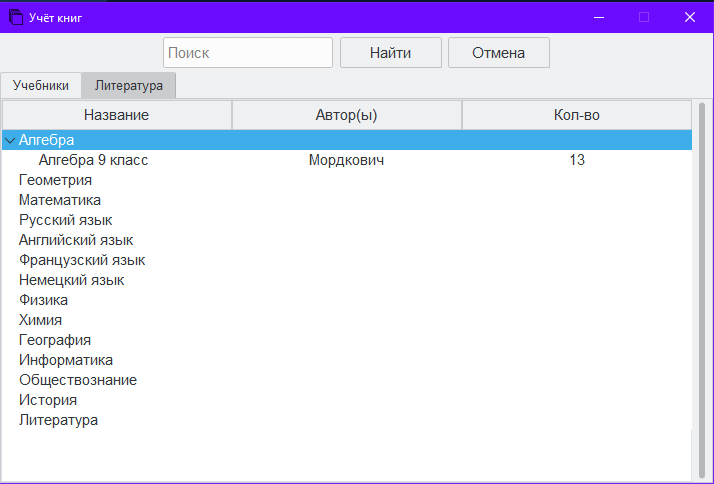 Учёт книг
Поиск Найти Отмена
Учебники Литература
Название Автор(ы) Кол-во
Алгебра
Алгебра 9 класс Мордкович 13
Геометрия
Математика
Русский язык
Английский язык
Французский язык
Немецкий язык
Физика
Химия
География
Информатика
Обществознание
История
Литература